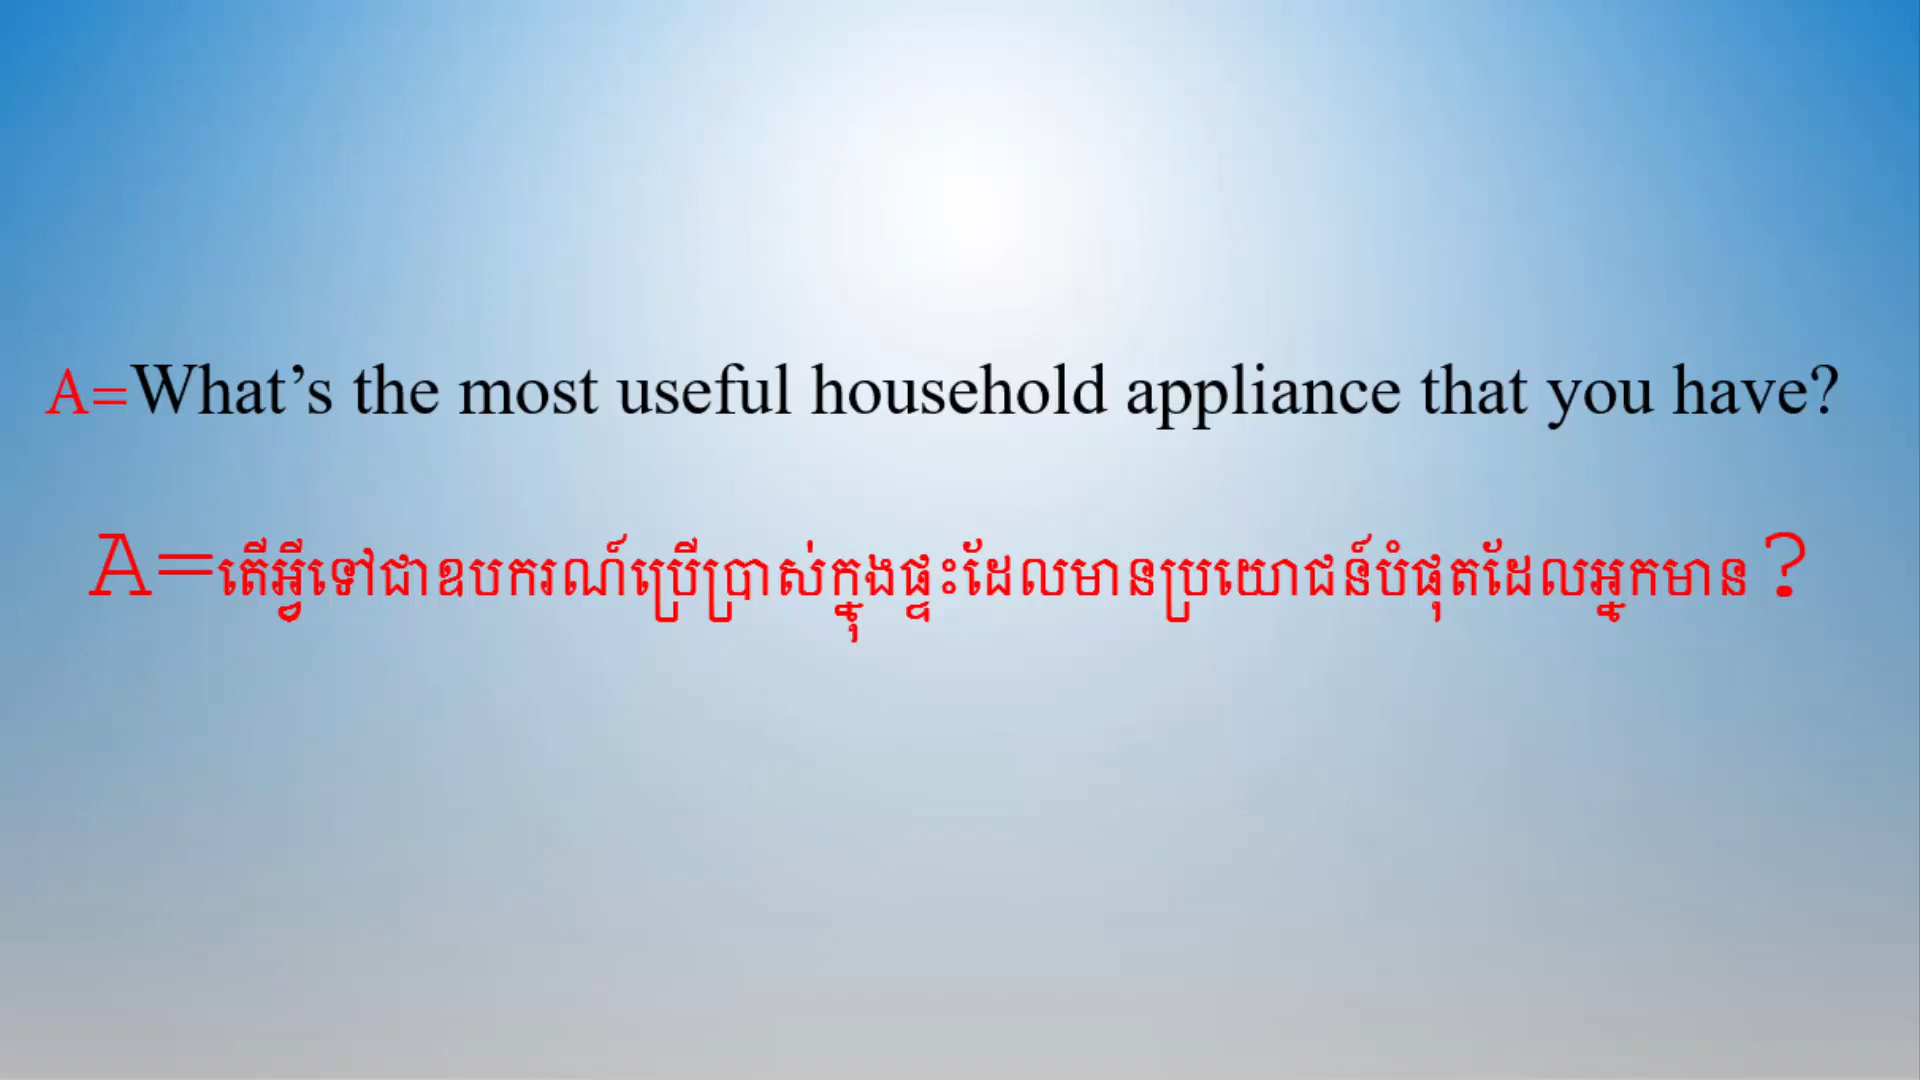 A=What’s the most useful household appliance that you have?
A=តើអ្វីទៅជាឧបករណ៍ប្រើប្រាស់ក្នុងផ្ទះដែលមានប្រយោជន៍បំផុតដែលអ្នកមាន?